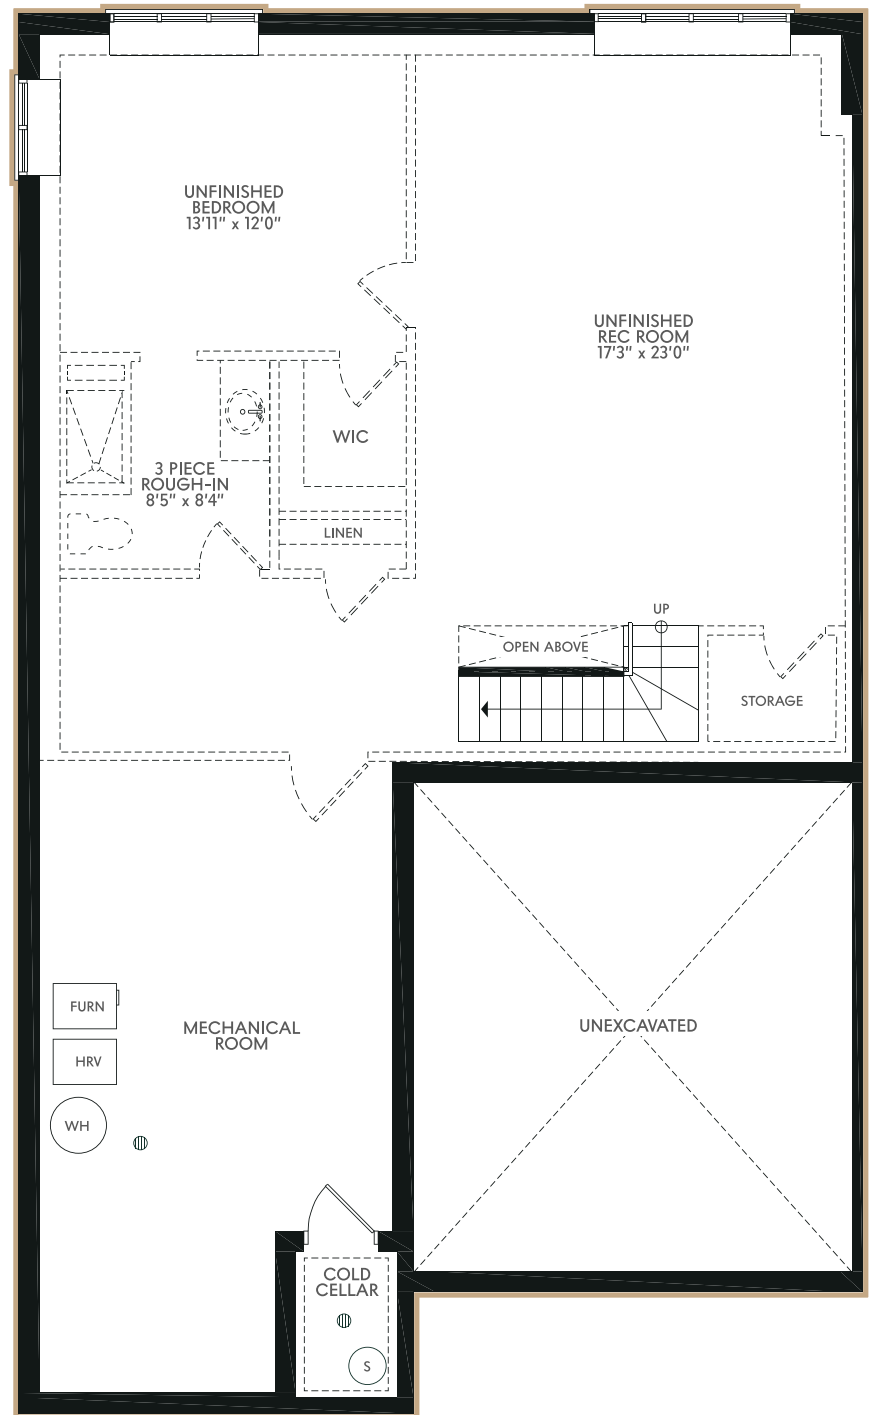 UNFINISHED
BEDROOM
13'11" x 12'0"
UNFINISHED
REC ROOM
17'3" x 23'0"
WIC
3 PIECE
ROUGH-IN
8'5" x 8'4"
LINEN
UP
OPEN ABOVE
STORAGE
FURN
MECHANICAL
ROOM
UNEXCAVATED
HRV
WH
COLD
CELLAR
S